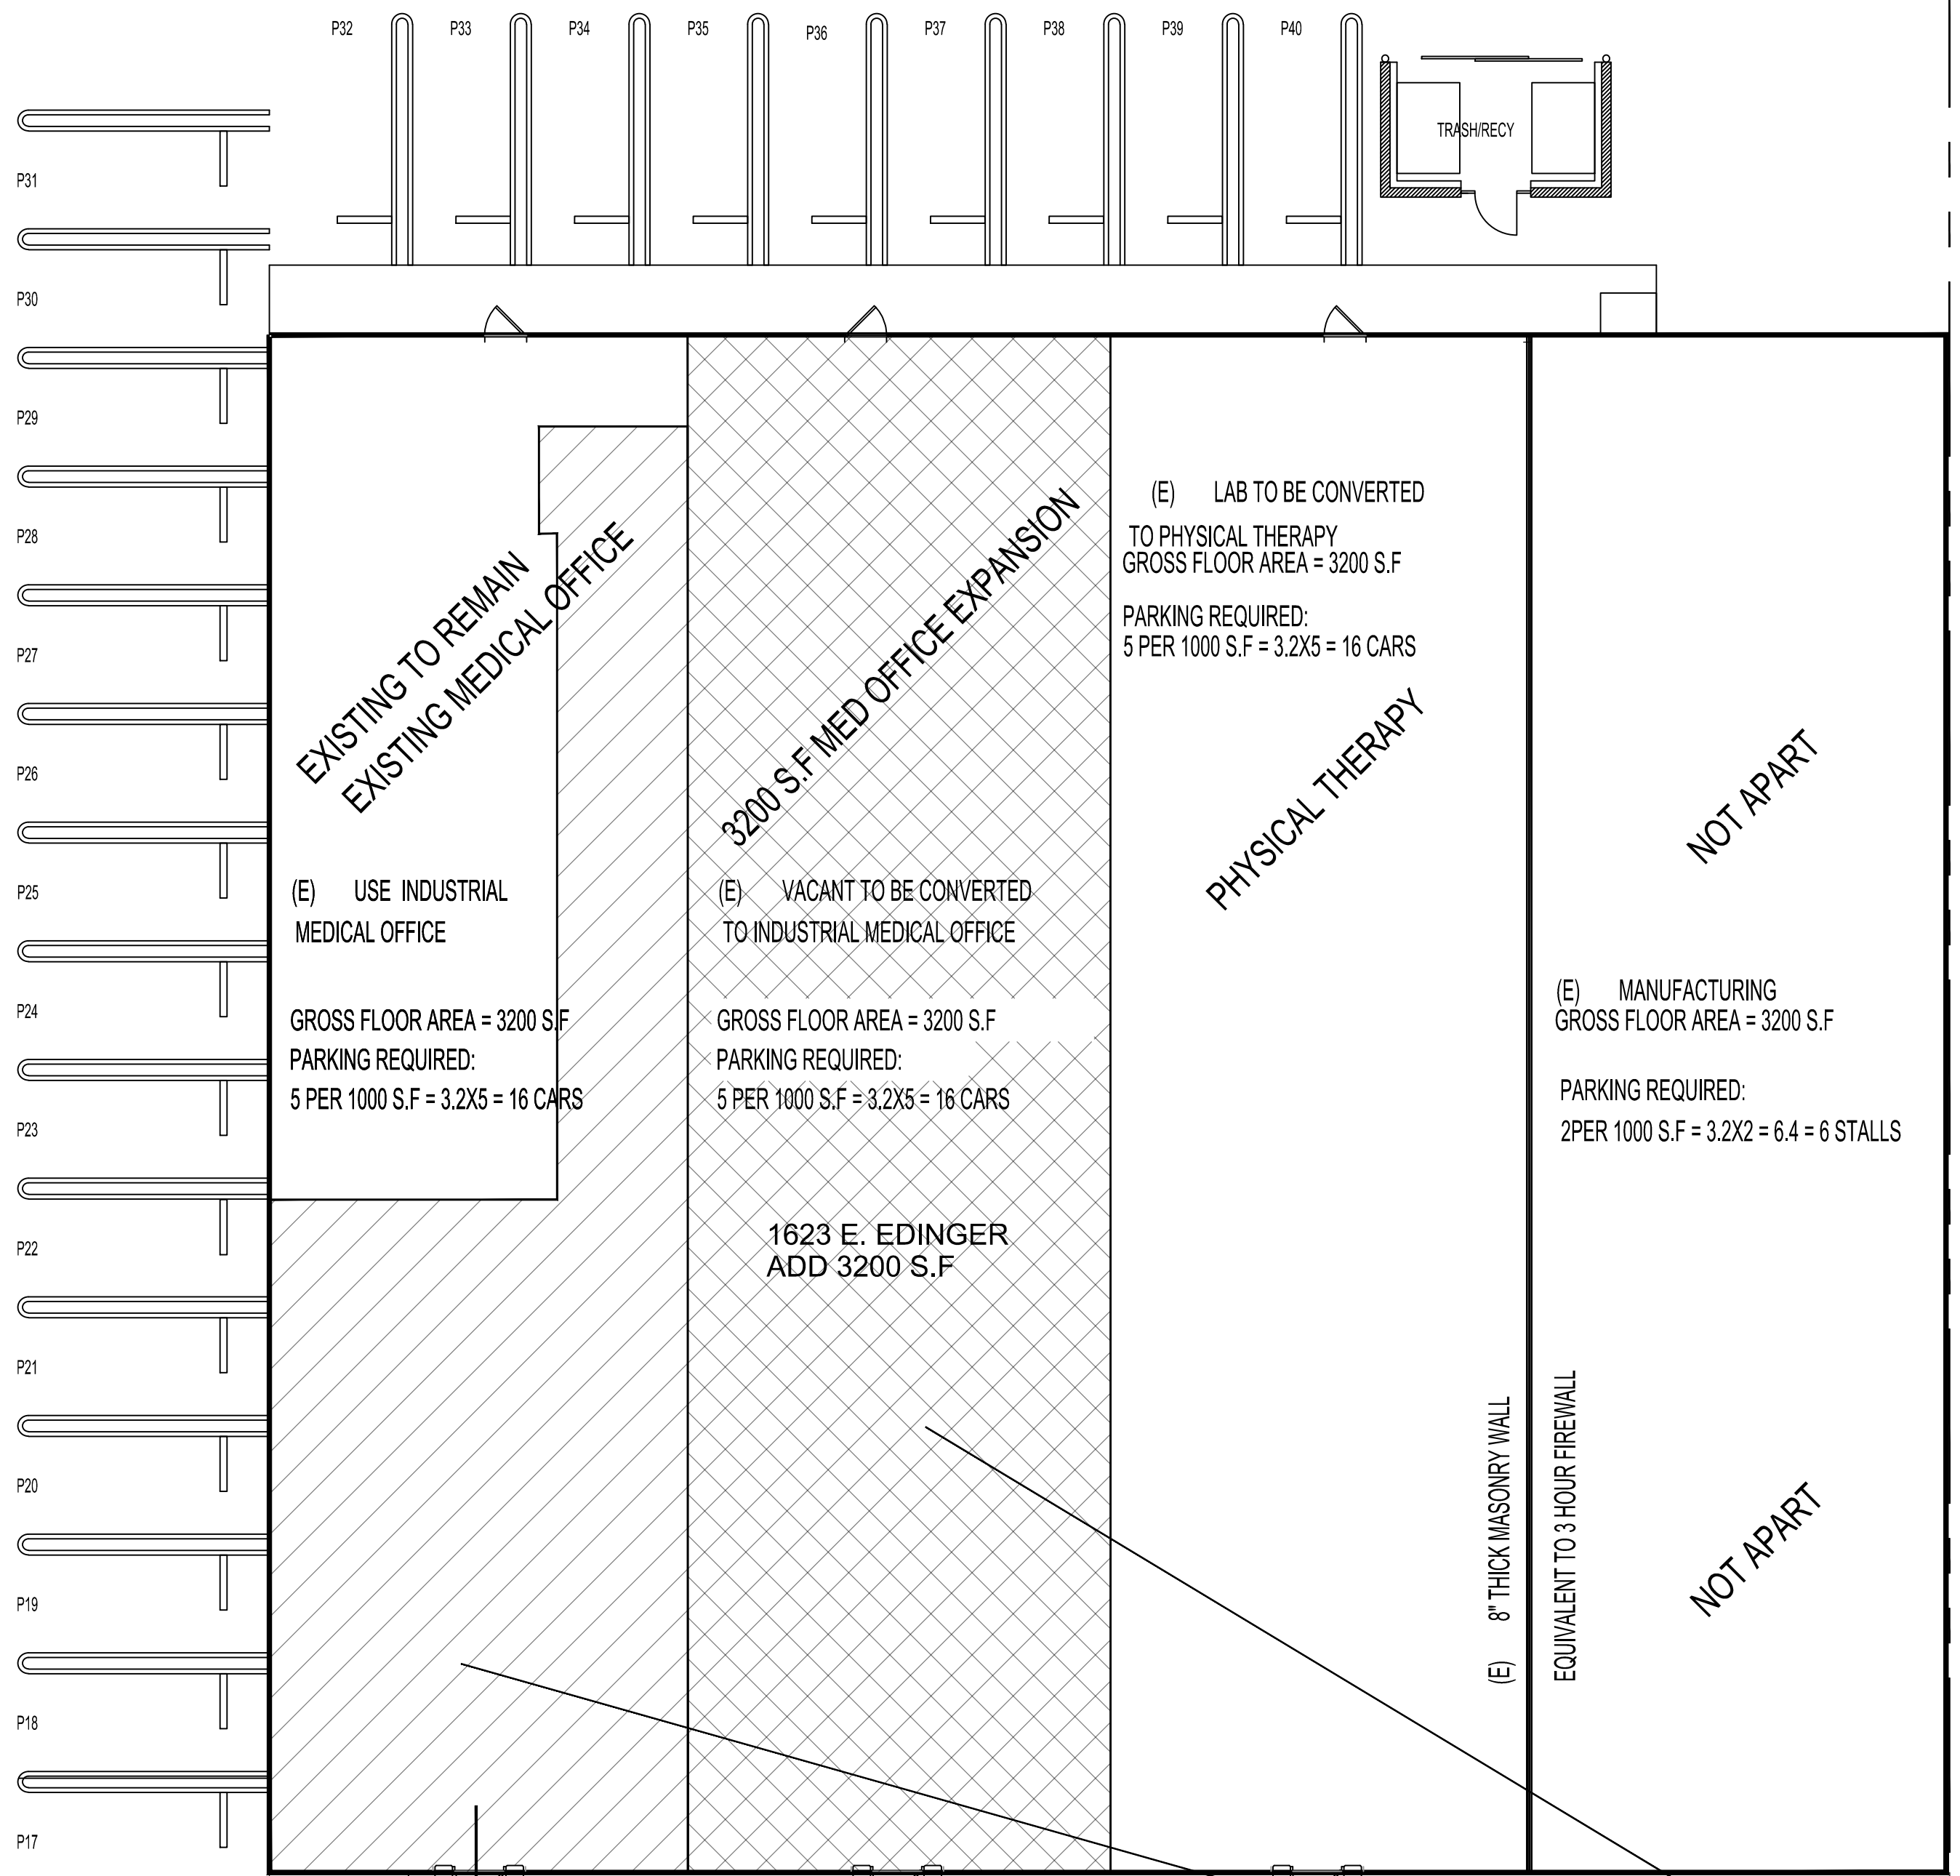 P32
P33
P34
P35
P36
P37
P38
P39
P40
TRASH/RECY
P31
P30
P29
P28
P27
P26
P25
P24
P23
P22
P21
P20
P19
P18
P17
EXISTING TO REMAIN
EXISTING MEDICAL OFFICE
(E) USE INDUSTRIAL
MEDICAL OFFICE
GROSS FLOOR AREA = 3200 S.F
PARKING REQUIRED:
5 PER 1000 S.F = 3.2X5 = 16 CARS
3200 S.F MED OFFICE EXPANSION
(E) VACANT TO BE CONVERTED
TO INDUSTRIAL MEDICAL OFFICE
GROSS FLOOR AREA = 3200 S.F
PARKING REQUIRED:
5 PER 1000 S.F = 3.2X5 = 16 CARS
1623 E. EDINGER
ADD 3200 S.F
(E) LAB TO BE CONVERTED
TO PHYSICAL THERAPY
GROSS FLOOR AREA = 3200 S.F
PARKING REQUIRED:
5 PER 1000 S.F = 3.2X5 = 16 CARS
PHYSICAL THERAPY
(E) 8" THICK MASONRY WALL
EQUIVALENT TO 3 HOUR FIREWALL
NOT APART
(E) MANUFACTURING
GROSS FLOOR AREA = 3200 S.F
PARKING REQUIRED:
2PER 1000 S.F = 3.2X2 = 6.4 = 6 STALLS
NOT APART